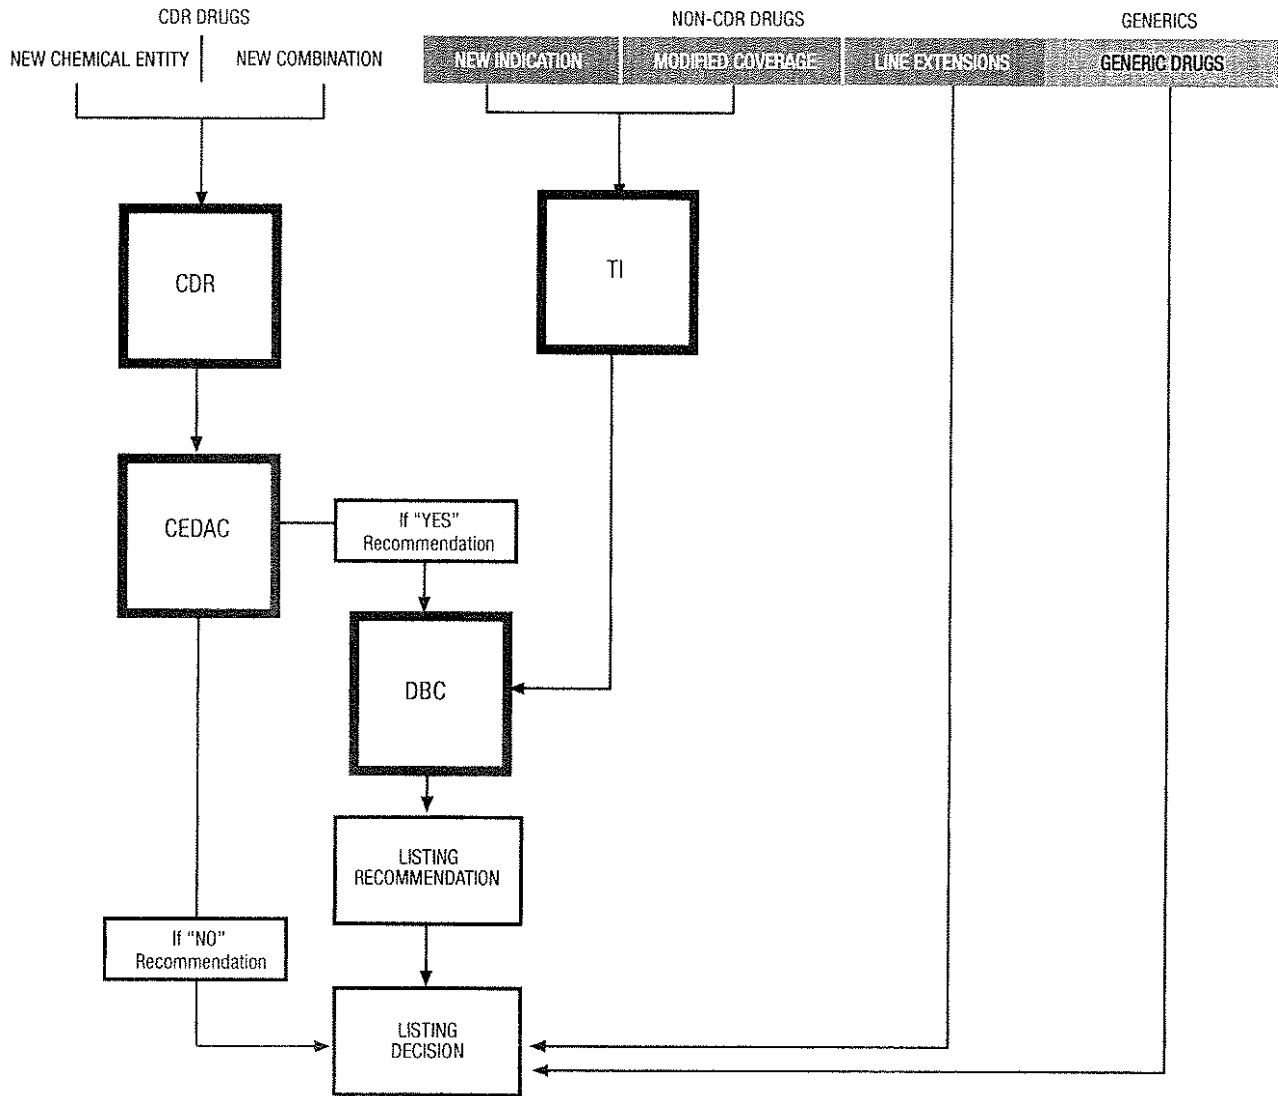 CDR DRUGS
NON-CDR DRUGS
GENERICS
NEW CHEMICAL ENTITY
NEW COMBINATION
NEW INDICATION
MODIFIED COVERAGE
LINE EXTENSIONS
GENERIC DRUGS
CDR
TI
CEDAC
If "YES"
Recommendation
DBC
LISTING
RECOMMENDATION
If "NO"
Recommendation
LISTING
DECISION